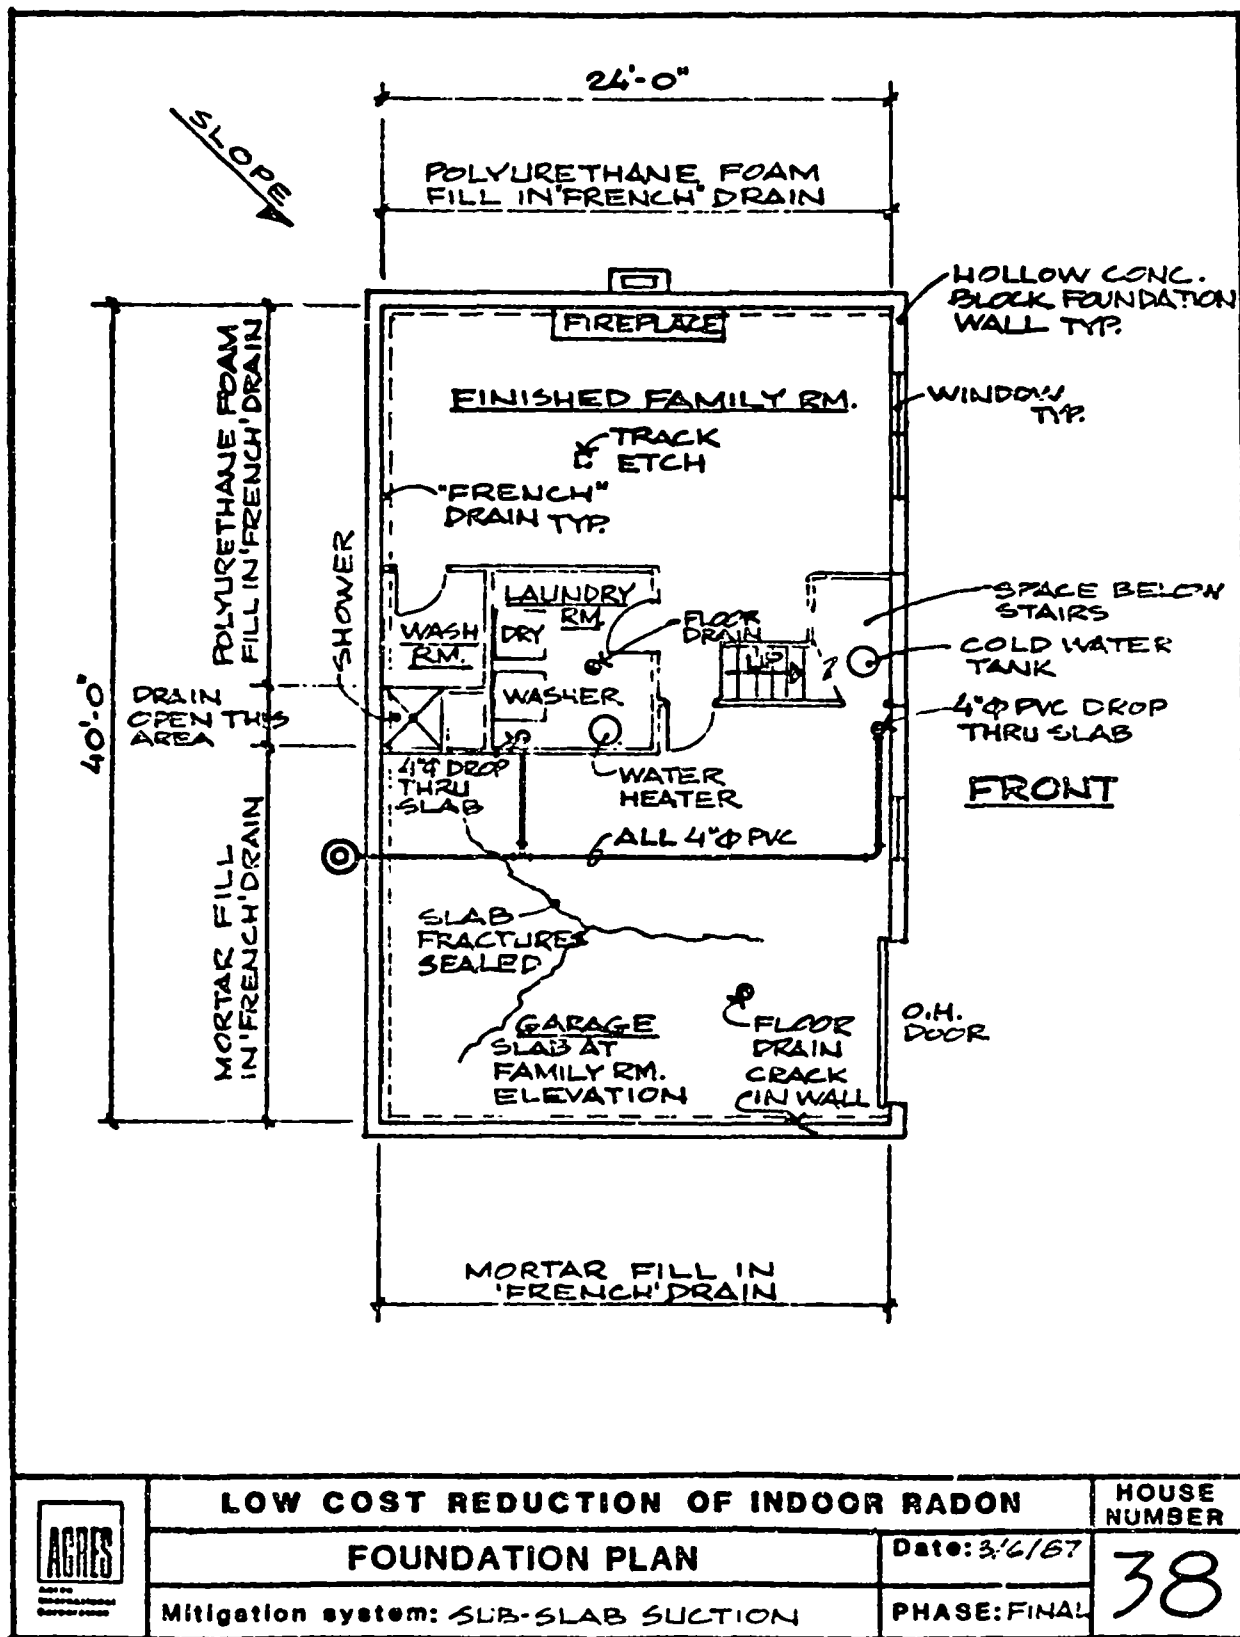 24'-0"
SLOPE
POLYURETHANE FOAM
FILL IN 'FRENCH' DRAIN
HOLLOW CONC.
BLOCK FOUNDATION
WALL TYP.
FIREPLACE
POLYURETHANE FOAM
FILL IN 'FRENCH' DRAIN
FINISHED FAMILY RM.
WINDOW
TYP.
TRACK
ETCH
"FRENCH"
DRAIN TYP.
SHOWER
LAUNDRY
RM.
WASH
RM.
DRY
FLOOR
DRAIN
SPACE BELOW
STAIRS
UP
COLD WATER
TANK
40'-0"
DRAIN
OPEN THIS
AREA
WASHER
4"Φ PVC DROP
THRU SLAB
4"Φ DROP
THRU
SLAB
WATER
HEATER
FRONT
ALL 4"Φ PVC
MORTAR FILL
IN 'FRENCH' DRAIN
SLAB
FRACTURES
SEALED
GARAGE
SLAB AT
FAMILY RM.
ELEVATION
FLOOR
DRAIN
CRACK
IN WALL
O.H.
DOOR
MORTAR FILL IN
'FRENCH' DRAIN
ACRES
Acres
International
Corporation
LOW COST REDUCTION OF INDOOR RADON
HOUSE
NUMBER
FOUNDATION PLAN
Date: 3/6/87
38
Mitigation system: SUB-SLAB SUCTION
PHASE: FINAL